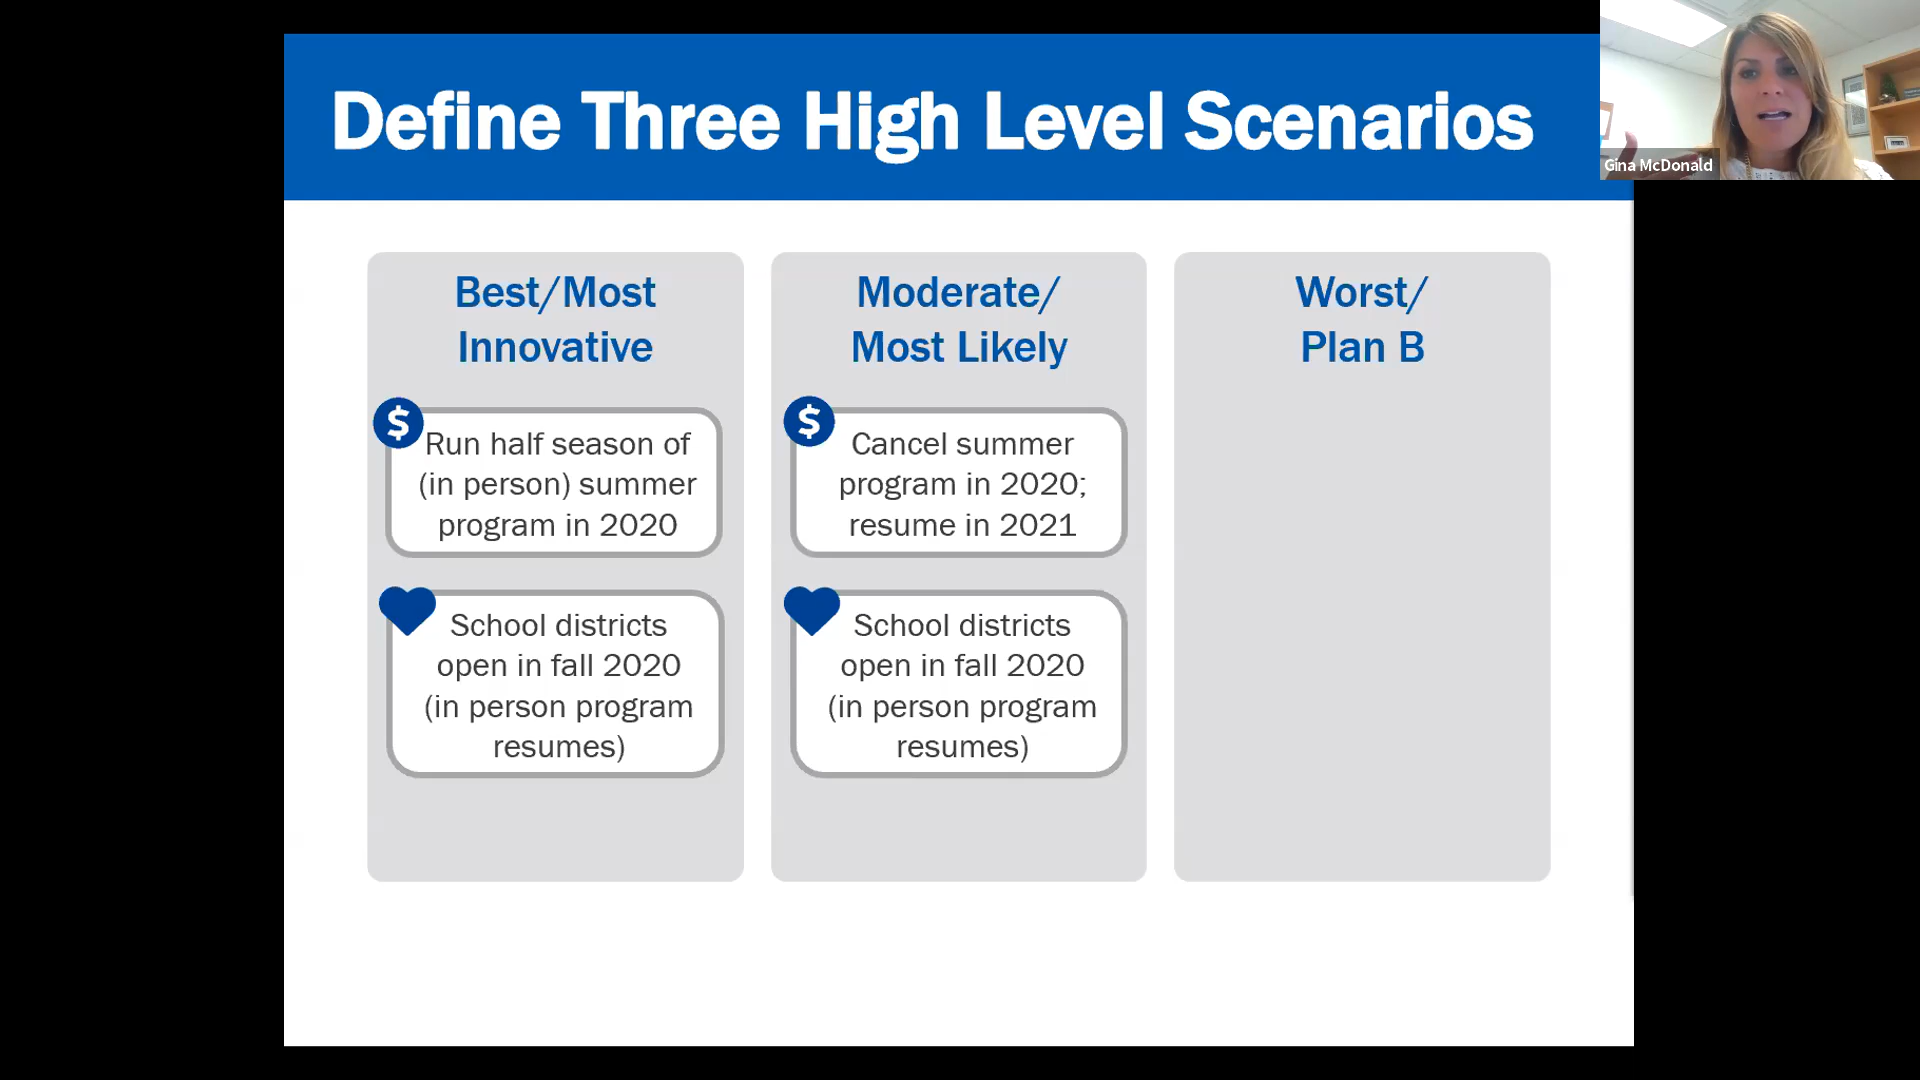 Define Three High Level Scenarios
Gina McDonald
Best/Most
Innovative
$
Run half season of
(in person) summer
program in 2020
School districts
open in fall 2020
(in person program
resumes)
Moderate/
Most Likely
$
Cancel summer
program in 2020;
resume in 2021
School districts
open in fall 2020
(in person program
resumes)
Worst/
Plan B